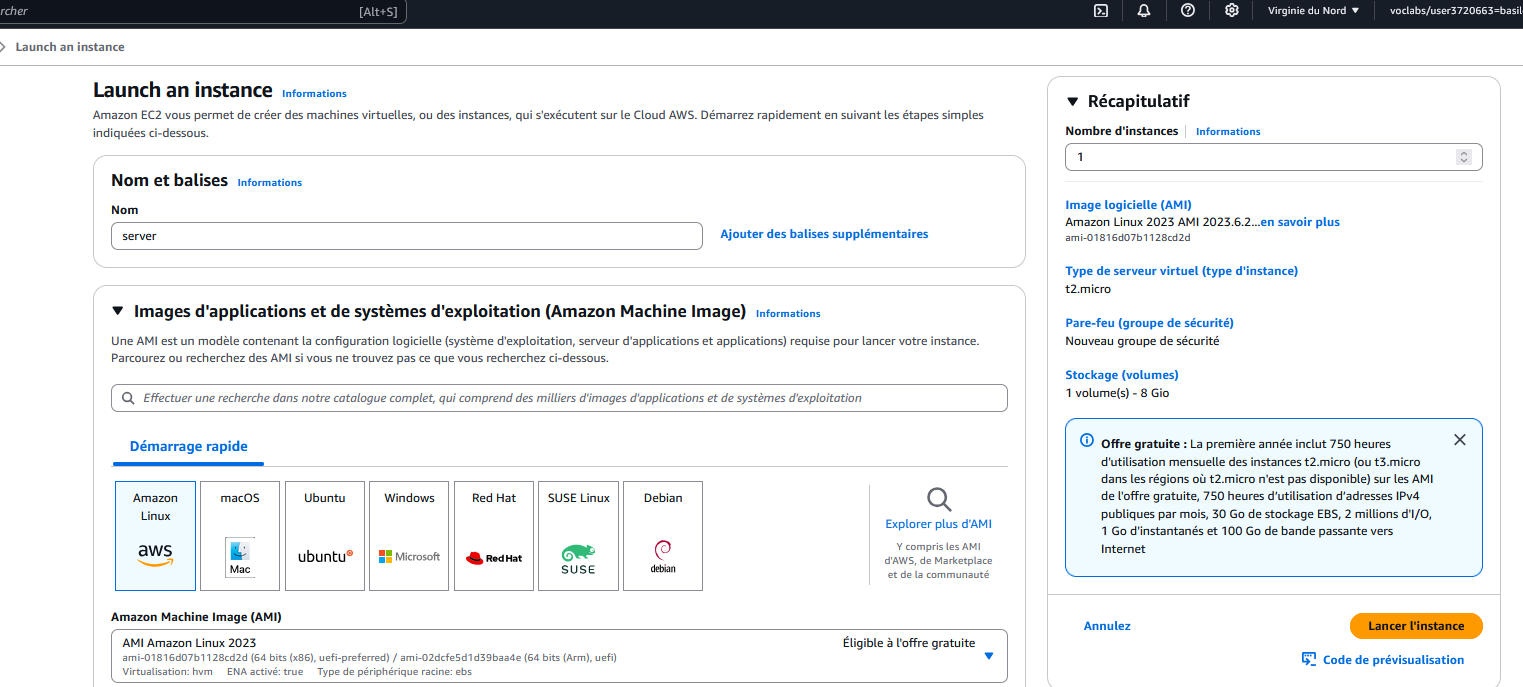 rcher [Alt+S] Virginie du Nord voclabs/user3720663=basil
Launch an instance
Launch an instance Informations
Amazon EC2 vous permet de créer des machines virtuelles, ou des instances, qui s'exécutent sur le Cloud AWS. Démarrez rapidement en suivant les étapes simples
indiquées ci-dessous.
Nom et balises Informations
Nom
server
Ajouter des balises supplémentaires
Images d'applications et de systèmes d'exploitation (Amazon Machine Image) Informations
Une AMI est un modèle contenant la configuration logicielle (système d'exploitation, serveur d'applications et applications) requise pour lancer votre instance.
Parcourez ou recherchez des AMI si vous ne trouvez pas ce que vous recherchez ci-dessous.
Effectuer une recherche dans notre catalogue complet, qui comprend des milliers d'images d'applications et de systèmes d'exploitation
Démarrage rapide
Amazon
Linux
aws
macOS
Mac
Ubuntu
ubuntu
Windows
Microsoft
Red Hat
Red Hat
SUSE Linux
SUSE
Debian
debian
Explorer plus d'AMI
Y compris les AMI
d'AWS, de Marketplace
et de la communauté
Amazon Machine Image (AMI)
AMI Amazon Linux 2023 Éligible à l'offre gratuite
ami-01816d07b1128cd2d (64 bits (x86), uefi-preferred) / ami-02dcfe5d1d39baa4e (64 bits (Arm), uefi)
Virtualisation: hvm ENA activé: true Type de périphérique racine: ebs
Récapitulatif
Nombre d'instances Informations
1
Image logicielle (AMI)
Amazon Linux 2023 AMI 2023.6.2...en savoir plus
ami-01816d07b1128cd2d
Type de serveur virtuel (type d'instance)
t2.micro
Pare-feu (groupe de sécurité)
Nouveau groupe de sécurité
Stockage (volumes)
1 volume(s) - 8 Gio
Offre gratuite : La première année inclut 750 heures
d'utilisation mensuelle des instances t2.micro (ou t3.micro
dans les régions où t2.micro n'est pas disponible) sur les AMI
de l'offre gratuite, 750 heures d'utilisation d'adresses IPv4
publiques par mois, 30 Go de stockage EBS, 2 millions d'I/O,
1 Go d'instantanés et 100 Go de bande passante vers
Internet
Annulez
Lancer l'instance
Code de prévisualisation